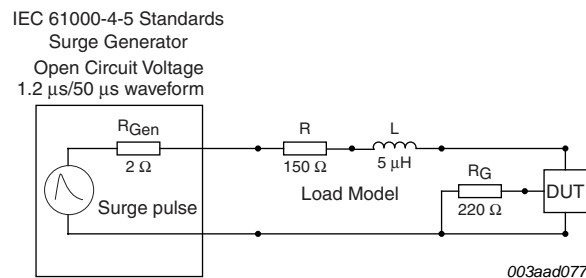 IEC 61000-4-5 Standards
Surge Generator
Open Circuit Voltage
1.2 μs/50 μs waveform
RGen
2 Ω
Surge pulse
R
150 Ω
L
5 μH
Load Model
RG
220 Ω
DUT
003aad077